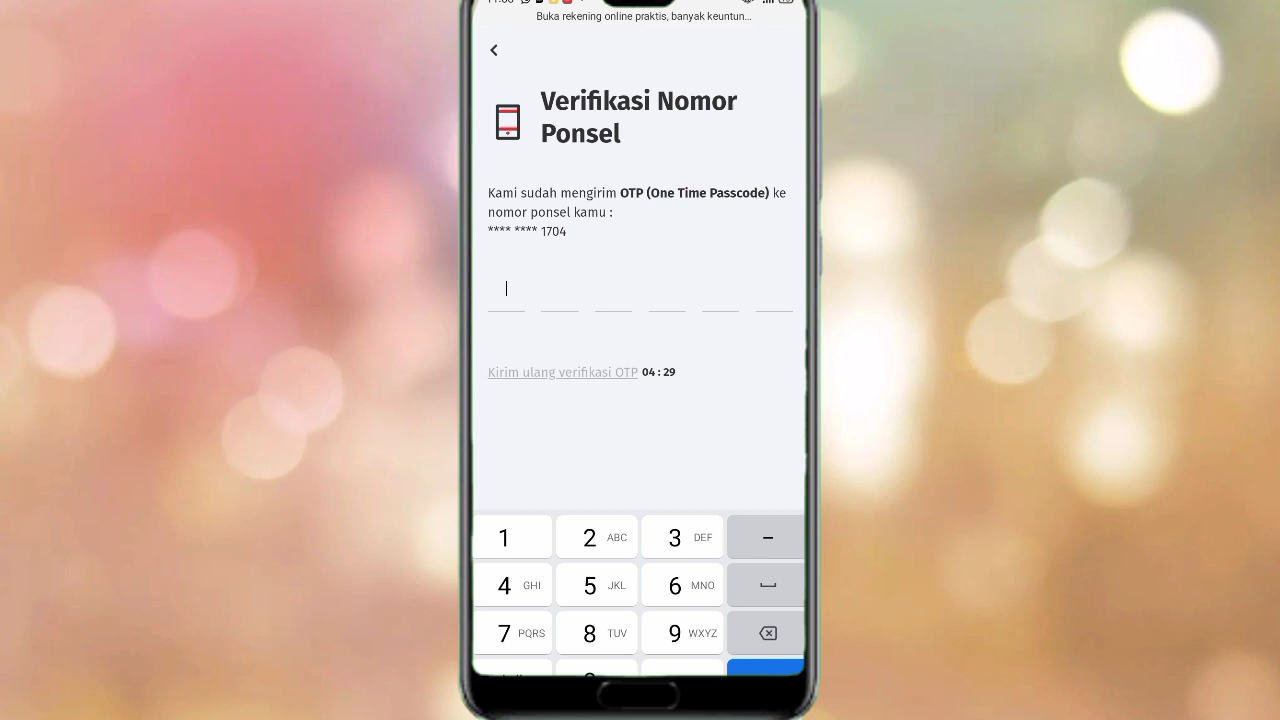 Buka rekening online praktis, banyak keuntun...
Verifikasi Nomor
Ponsel
Kami sudah mengirim OTP (One Time Passcode) ke
nomor ponsel kamu :
**** **** 1704
Kirim ulang verifikasi OTP 04 : 29
1 2 ABC 3 DEF –
4 GHI 5 JKL 6 MNO
7 PQRS 8 TUV 9 WXYZ